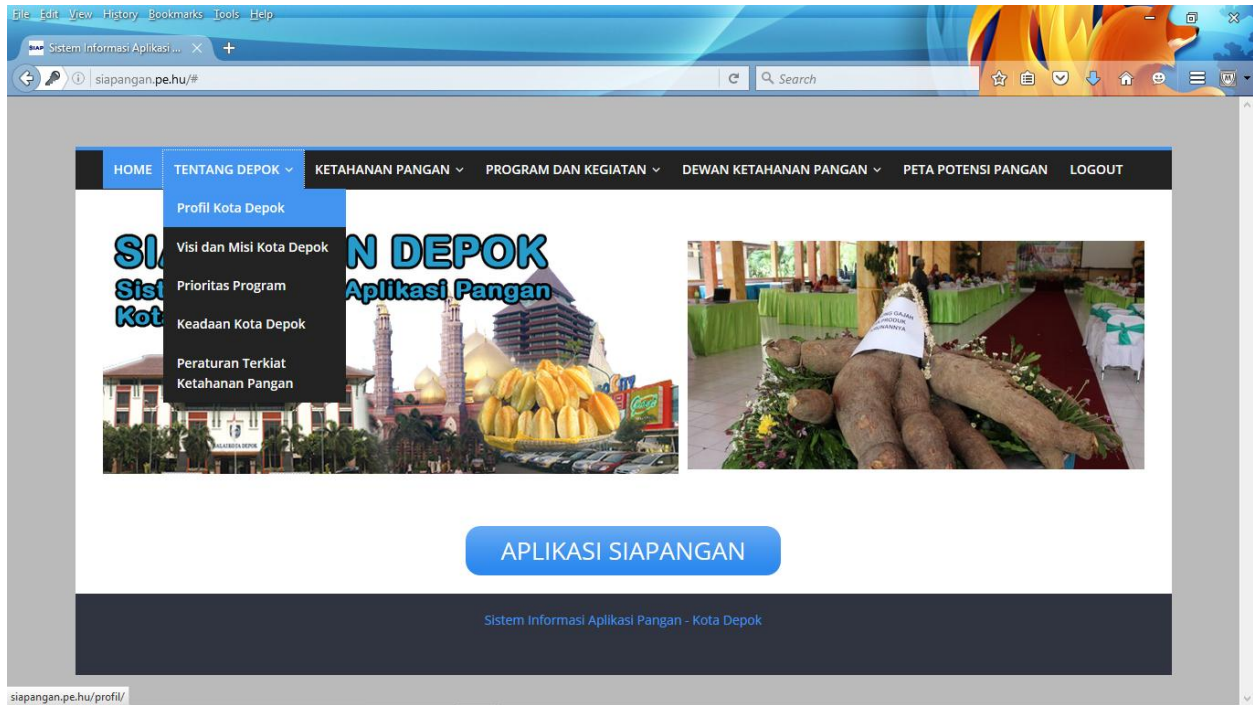 File Edit View History Bookmarks Tools Help
SIAP Sistem Informasi Aplikasi ...
siapangan.pe.hu/#
Search
HOME TENTANG DEPOK KETAHANAN PANGAN PROGRAM DAN KEGIATAN DEWAN KETAHANAN PANGAN PETA POTENSI PANGAN LOGOUT
Profil Kota Depok
Visi dan Misi Kota Depok
Prioritas Program
Keadaan Kota Depok
Peraturan Terkiat
Ketahanan Pangan
DEPOK
Aplikasi Pangan
BALAIKOTA DEPOK
APLIKASI SIAPANGAN
Sistem Informasi Aplikasi Pangan - Kota Depok
siapangan.pe.hu/profil/